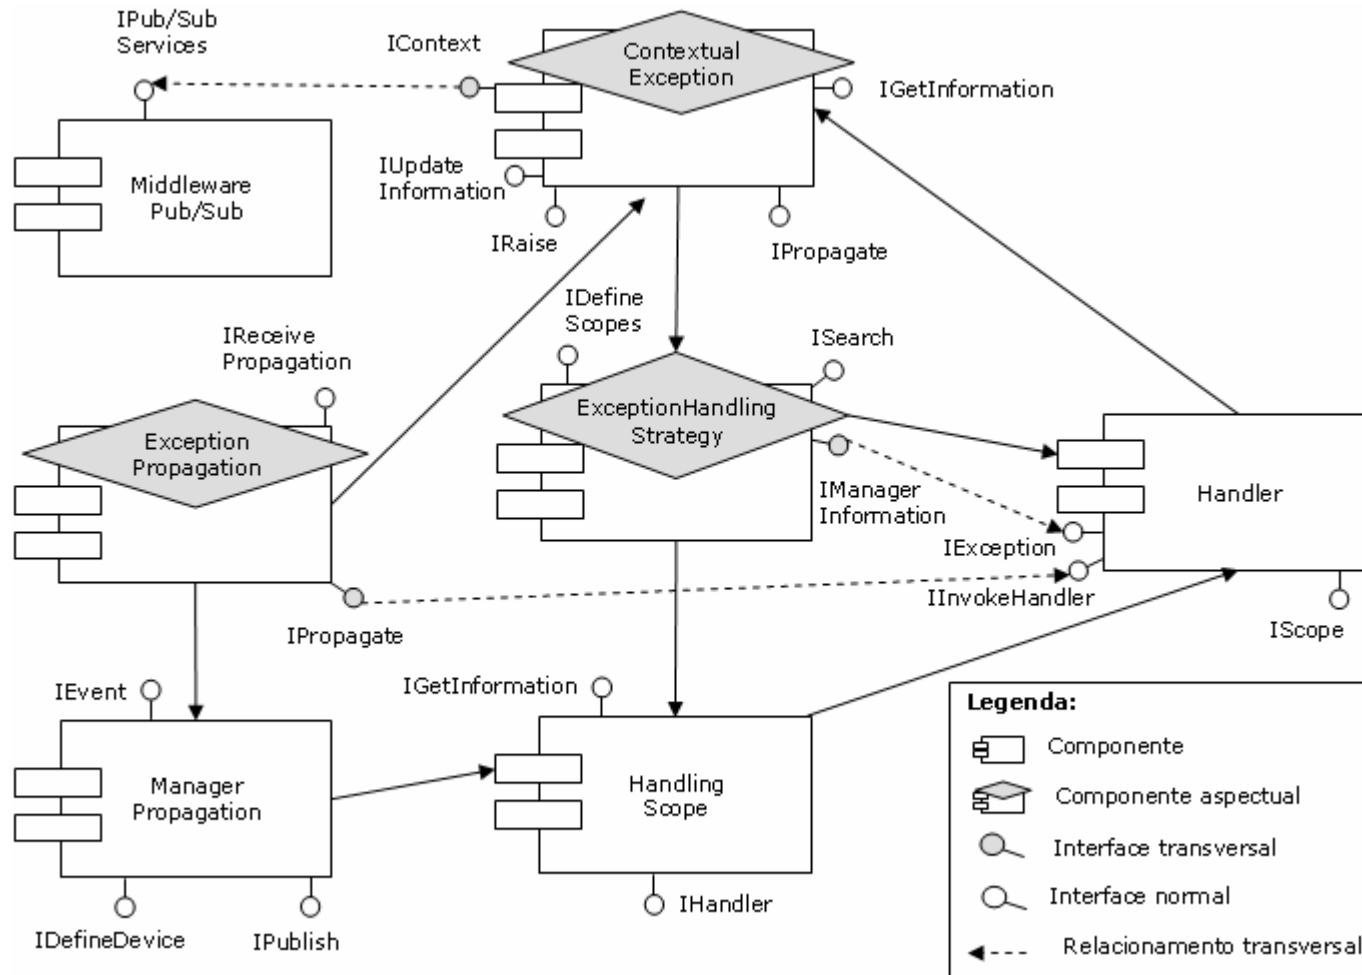 IPub/Sub
Services
IContext
Contextual
Exception
IGetInformation
Middleware
Pub/Sub
IUpdate
Information
IRaise
IPropagate
IDefine
Scopes
ISearch
IReceive
Propagation
Exception
Propagation
ExceptionHandling
Strategy
IManager
Information
Handler
IException
IInvokeHandler
IScope
IPropagate
IEvent
IGetInformation
Manager
Propagation
Handling
Scope
IDefineDevice
IPublish
IHandler
Legenda:
Componente
Componente aspectual
Interface transversal
Interface normal
Relacionamento transversal